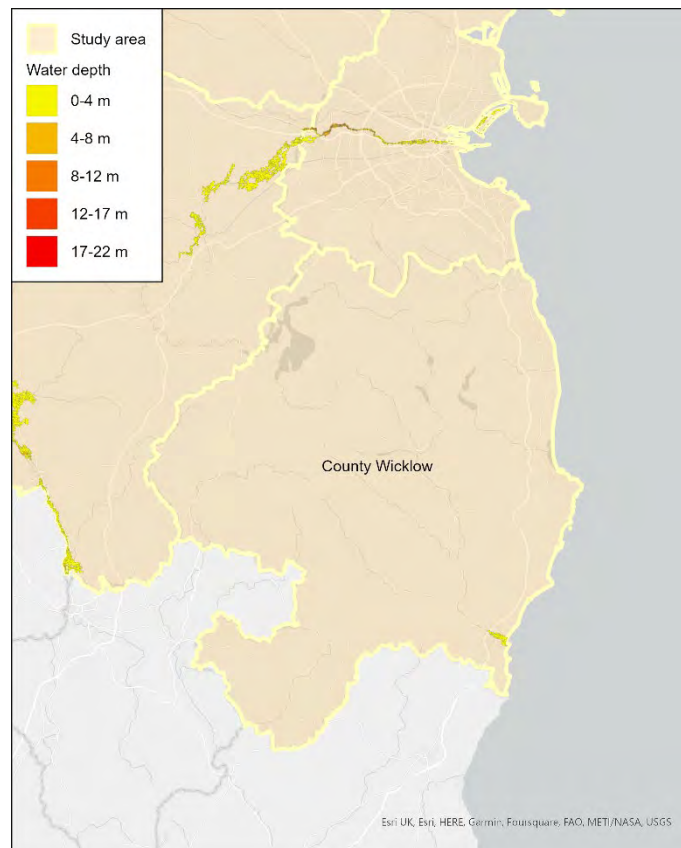 Study area
Water depth
0-4 m
4-8 m
8-12 m
12-17 m
17-22 m
County Wicklow
Esri UK, Esri, HERE, Garmin, Foursquare, FAO, METI/NASA, USGS